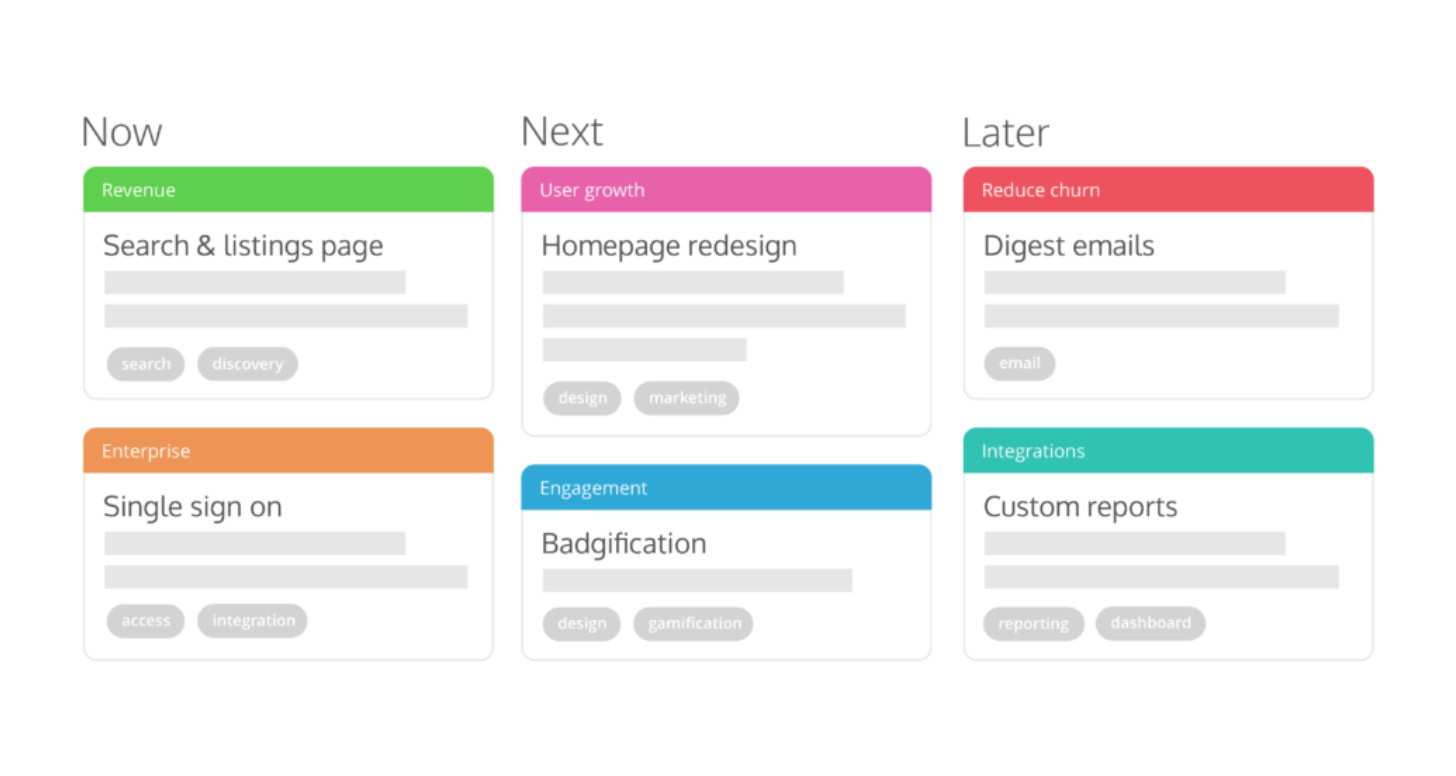 Now
Revenue
Search & listings page
search
discovery
Enterprise
Single sign on
access
integration
Next
User growth
Homepage redesign
design
marketing
Engagement
Badgification
design
gamification
Later
Reduce churn
Digest emails
email
Integrations
Custom reports
reporting
dashboard